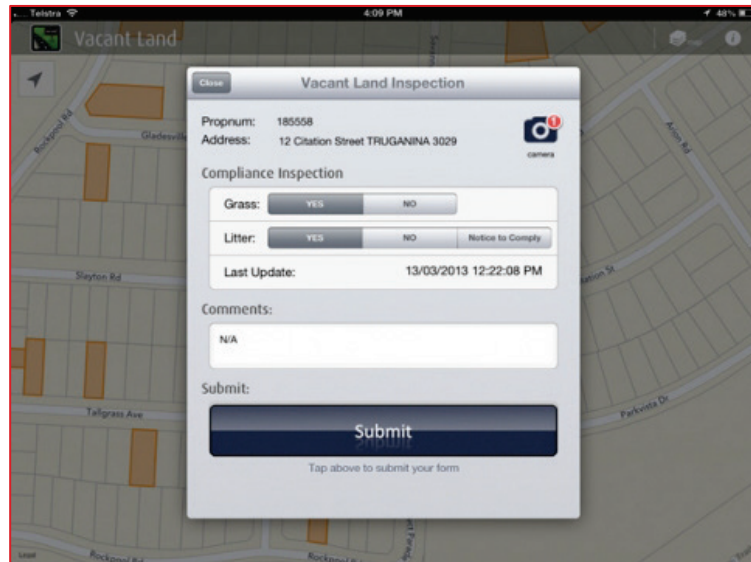 Telstra 4:09 PM 48%
Vacant Land
Close Vacant Land Inspection
Propnum: 185558
Address: 12 Citation Street TRUGANINA 3029
1
camera
Compliance Inspection
Grass: YES NO
Litter: YES NO Notice to Comply
Last Update: 13/03/2013 12:22:08 PM
Comments:
N/A
Submit:
Submit
Tap above to submit your form
Rockpool Rd
Slayton Rd
Tallgrass Ave
Parkvista Dr
Arion Rd
Legal
Rockpool Rd